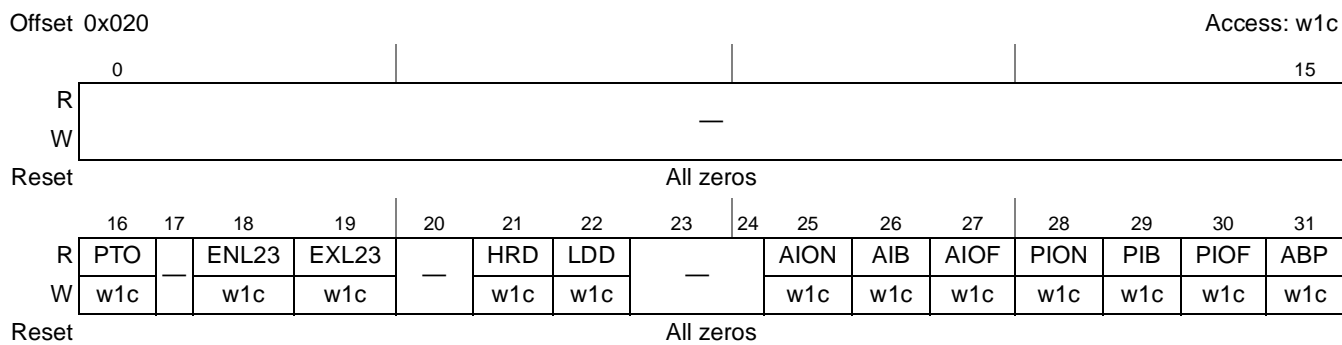 Offset 0x020 Access: w1c
0 15
R
—
W
Reset All zeros
16 17 18 19 20 21 22 23 24 25 26 27 28 29 30 31
R PTO — ENL23 EXL23 — HRD LDD — AION AIB AIOF PION PIB PIOF ABP
W w1c w1c w1c w1c w1c w1c w1c w1c w1c w1c w1c w1c
Reset All zeros